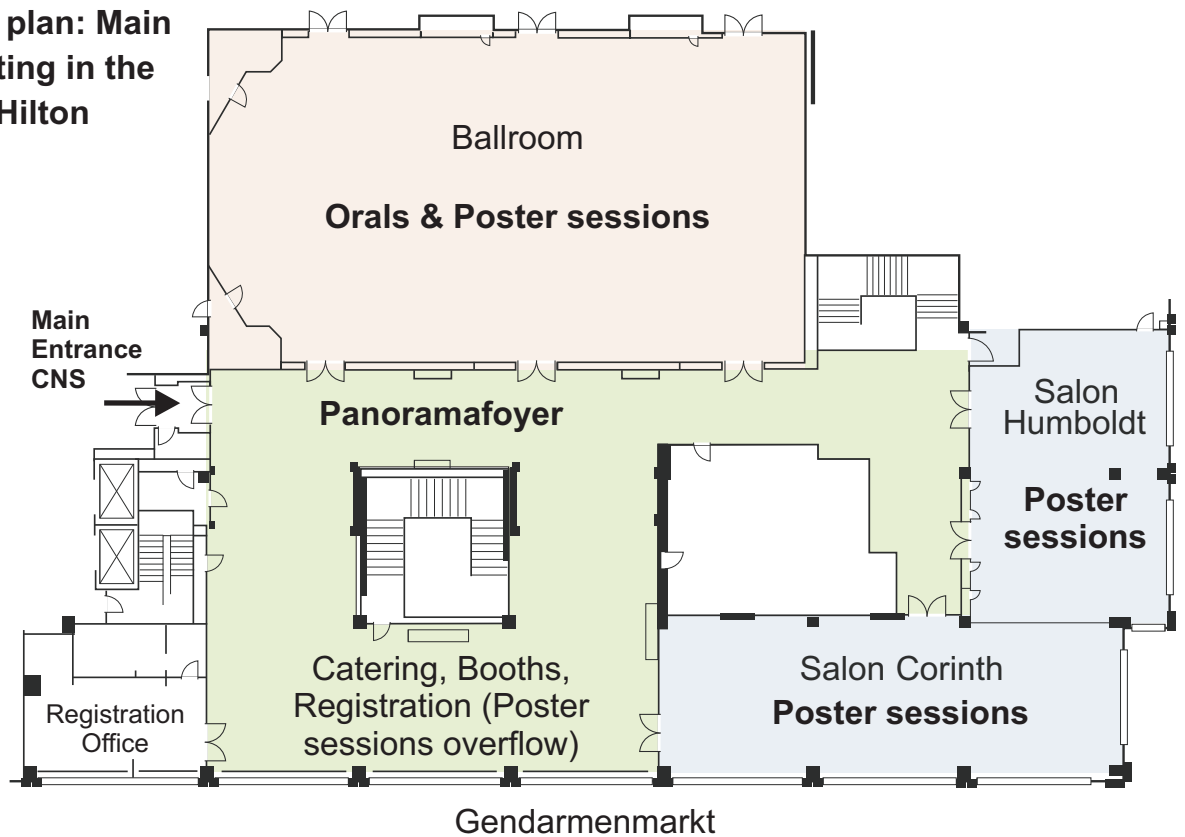 plan: Main
ting in the
Hilton
Ballroom
Orals & Poster sessions
Main
Entrance
CNS
Panoramafoyer
Salon
Humboldt
Poster
sessions
Catering, Booths,
Registration (Poster
sessions overflow)
Salon Corinth
Poster sessions
Registration
Office
Gendarmenmarkt